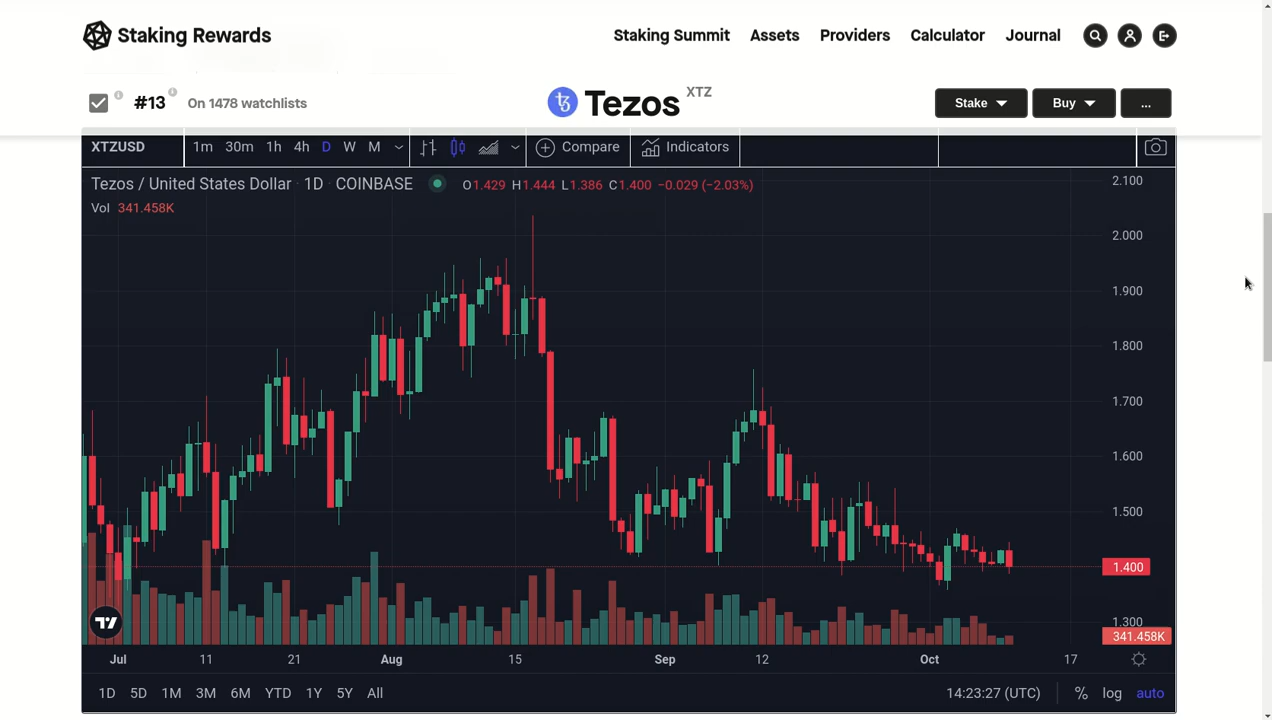 Staking Rewards
Staking Summit Assets Providers Calculator Journal
#13 On 1478 watchlists
Tezos XTZ
Stake Buy ...
XTZUSD 1m 30m 1h 4h D W M Compare Indicators
Tezos / United States Dollar · 1D · COINBASE O1.429 H1.444 L1.386 C1.400 −0.029 (−2.03%)
Vol 341.458K
2.100
2.000
1.900
1.800
1.700
1.600
1.500
1.400
1.300
341.458K
Jul 11 21 Aug 15 Sep 12 Oct 17
1D 5D 1M 3M 6M YTD 1Y 5Y All 14:23:27 (UTC) % log auto